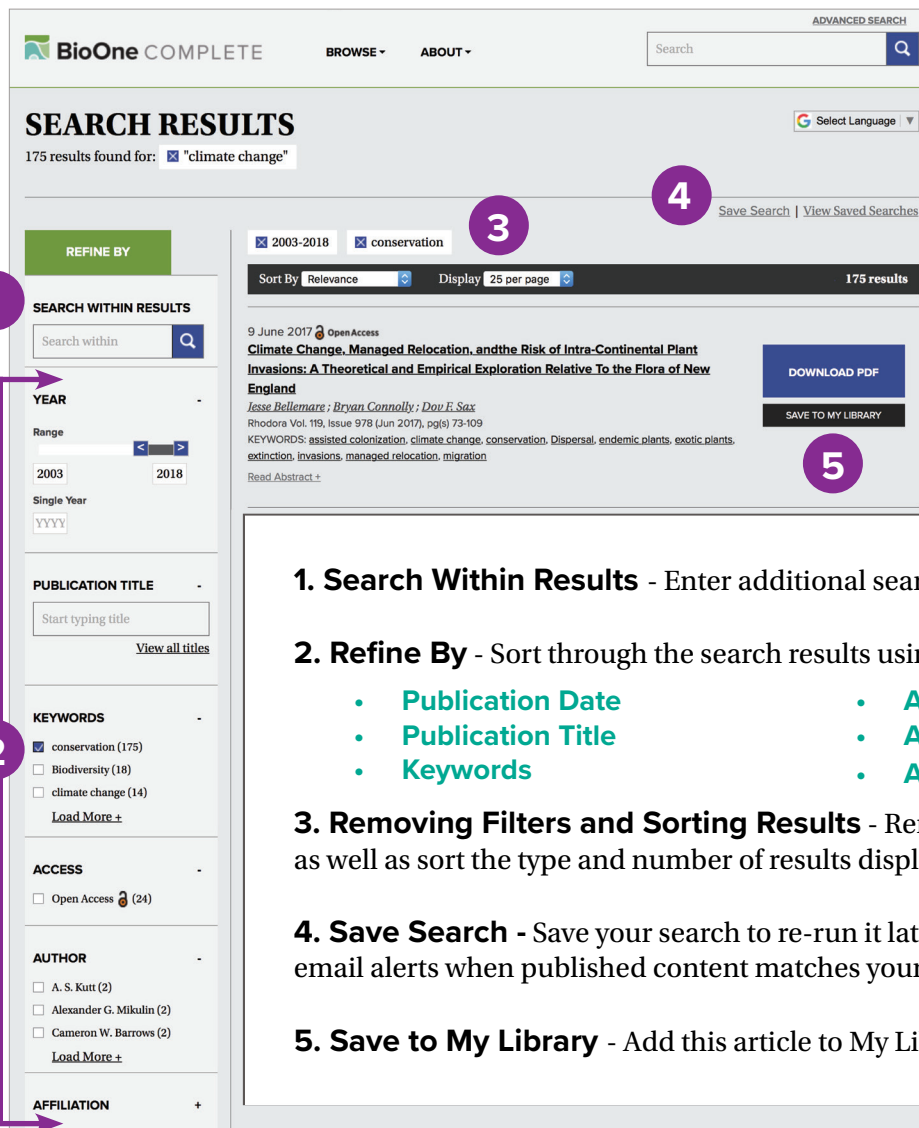 ADVANCED SEARCH
BioOne COMPLETE
BROWSE
ABOUT
Search
SEARCH RESULTS
Select Language
175 results found for: "climate change"
4
Save Search | View Saved Searches
3
REFINE BY
2003-2018 conservation
Sort By Relevance Display 25 per page 175 results
SEARCH WITHIN RESULTS
Search within
YEAR -
Range
< >
2003 2018
Single Year
YYYY
PUBLICATION TITLE -
Start typing title
View all titles
KEYWORDS -
2
conservation (175)
Biodiversity (18)
climate change (14)
Load More +
ACCESS -
Open Access (24)
AUTHOR -
A. S. Kutt (2)
Alexander G. Mikulin (2)
Cameron W. Barrows (2)
Load More +
AFFILIATION +
9 June 2017 Open Access
Climate Change, Managed Relocation, andthe Risk of Intra-Continental Plant
Invasions: A Theoretical and Empirical Exploration Relative To the Flora of New
England
Jesse Bellemare ; Bryan Connolly ; Dov F. Sax
Rhodora Vol. 119, Issue 978 (Jun 2017), pg(s) 73-109
KEYWORDS: assisted colonization, climate change, conservation, Dispersal, endemic plants, exotic plants,
extinction, invasions, managed relocation, migration
Read Abstract +
DOWNLOAD PDF
SAVE TO MY LIBRARY
5
1. Search Within Results - Enter additional sear
2. Refine By - Sort through the search results usin
• Publication Date • A
• Publication Title • A
• Keywords • A
3. Removing Filters and Sorting Results - Rem
as well as sort the type and number of results displ
4. Save Search - Save your search to re-run it lat
email alerts when published content matches your
5. Save to My Library - Add this article to My Li